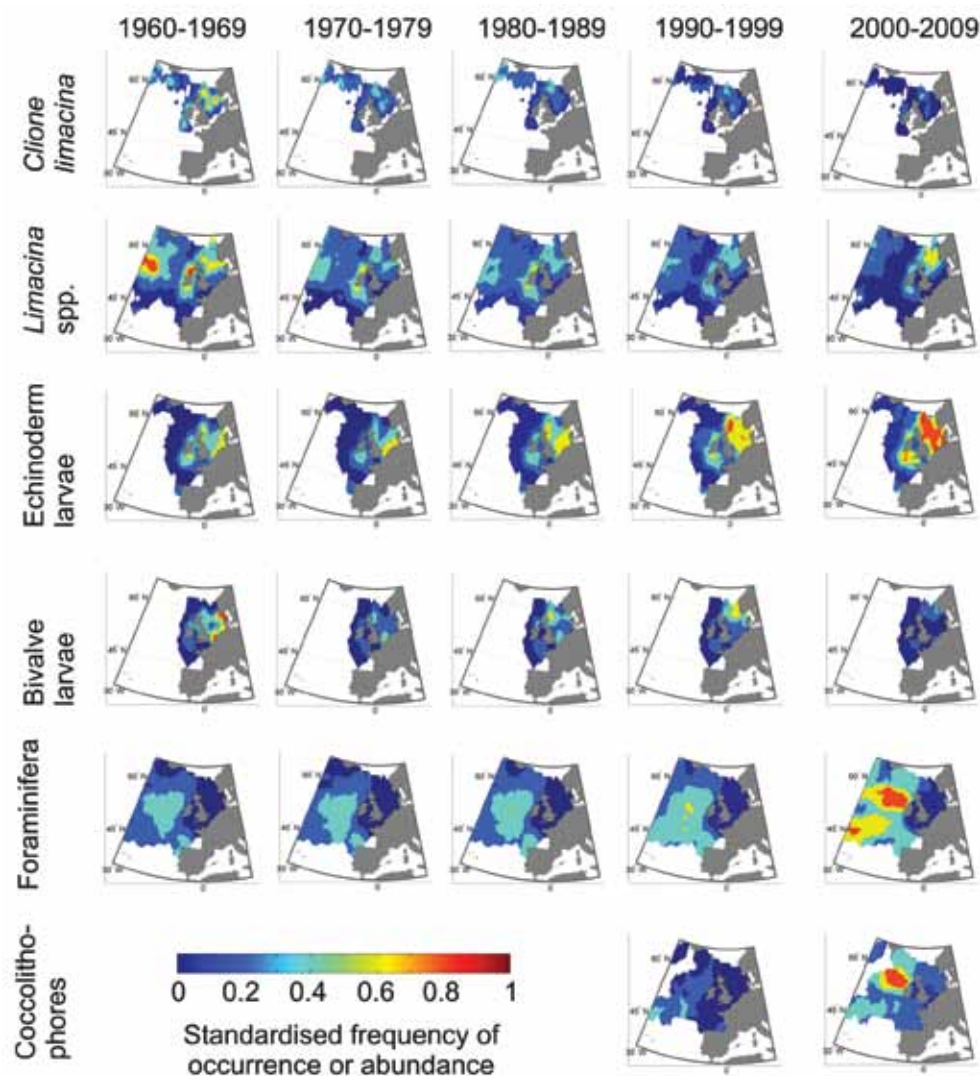 1960-1969 1970-1979 1980-1989 1990-1999 2000-2009
Clione
limacina
Limacina
spp.
Echinoderm
larvae
Bivalve
larvae
Foraminifera
Coccolitho-
phores
0 0.2 0.4 0.6 0.8 1
Standardised frequency of
occurrence or abundance